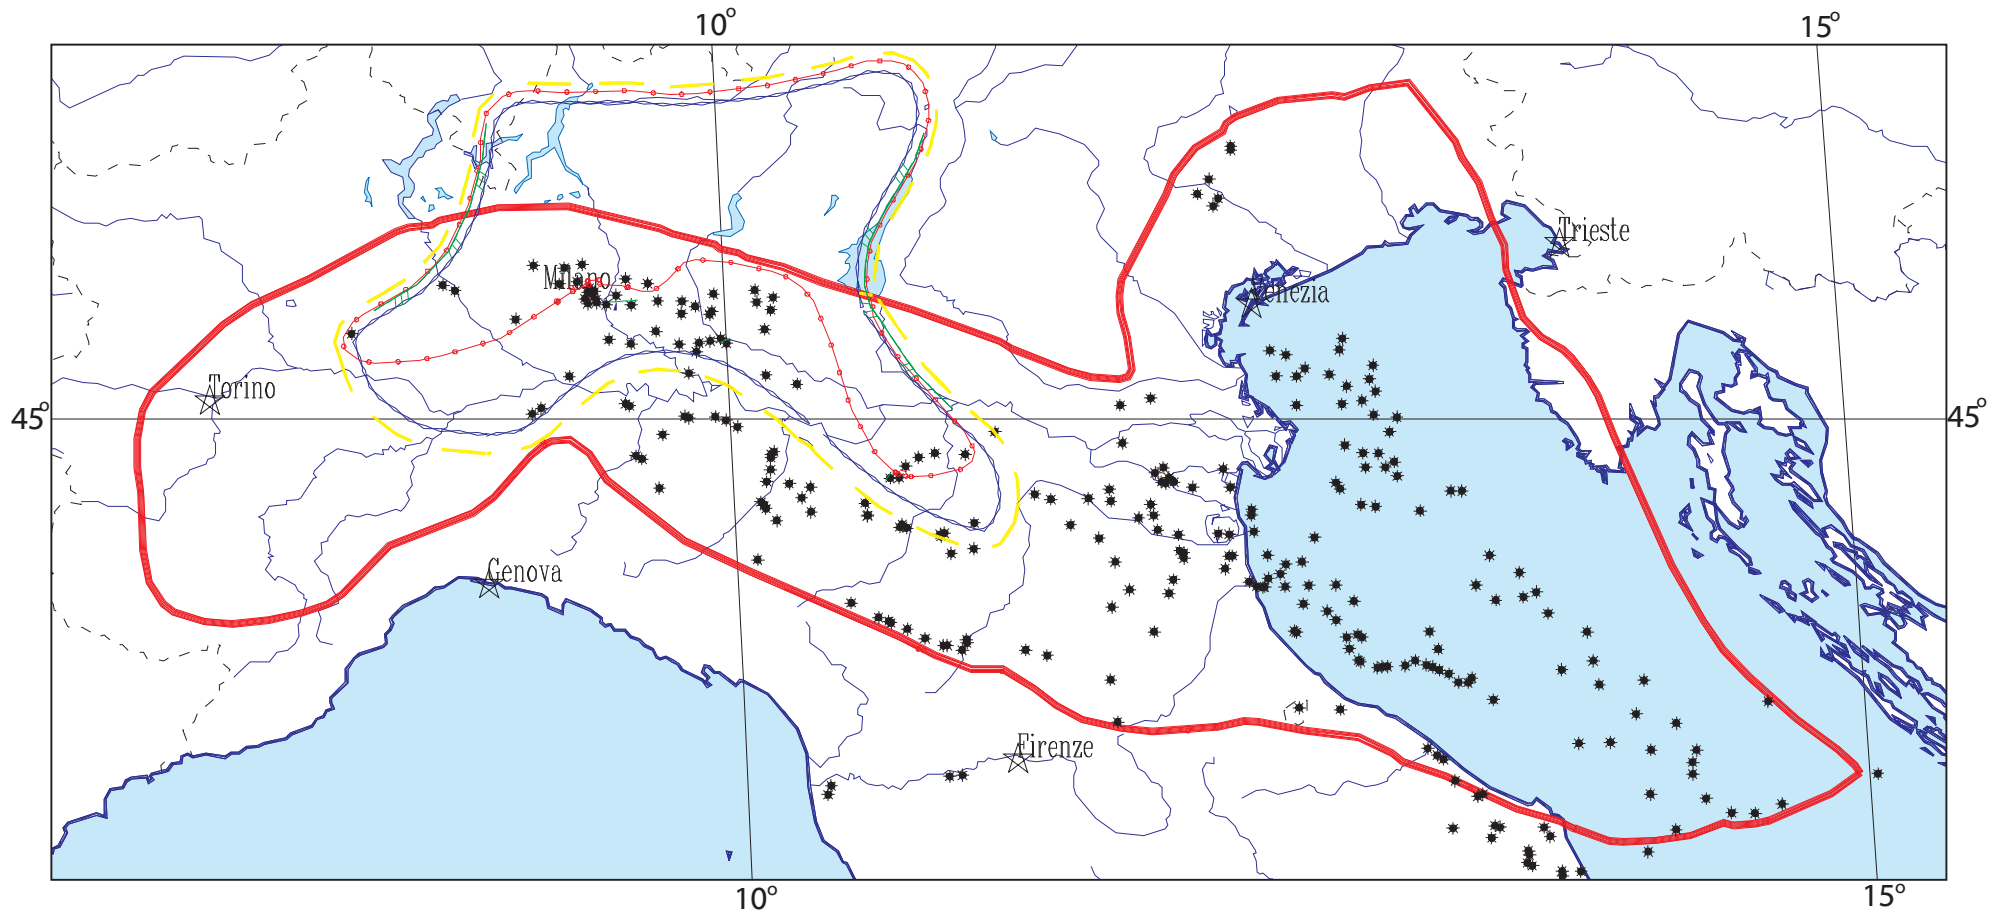 10°
15°
Trieste
Milano
Venezia
Torino
45°
45°
Genova
Firenze
10°
15°